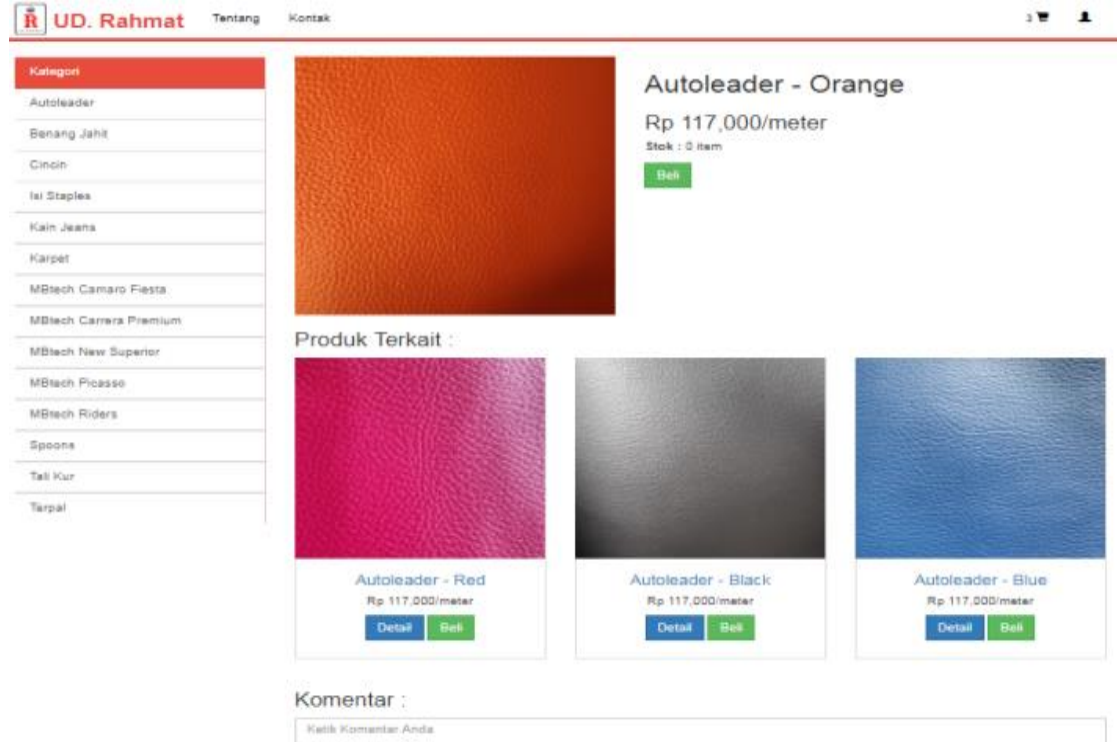 R UD. Rahmat Tentang Kontak 3
Kategori
Autoleader
Benang Jahit
Cincin
Isi Staples
Kain Jeans
Karpet
MBtech Camaro Fiesta
MBtech Carrera Premium
MBtech New Superior
MBtech Picasso
MBtech Riders
Spoons
Tali Kur
Terpal
Autoleader - Orange
Rp 117,000/meter
Stok : 0 item
Beli
Produk Terkait :
Autoleader - Red
Rp 117,000/meter
Detail Beli
Autoleader - Black
Rp 117,000/meter
Detail Beli
Autoleader - Blue
Rp 117,000/meter
Detail Beli
Komentar :
Ketik Komentar Anda